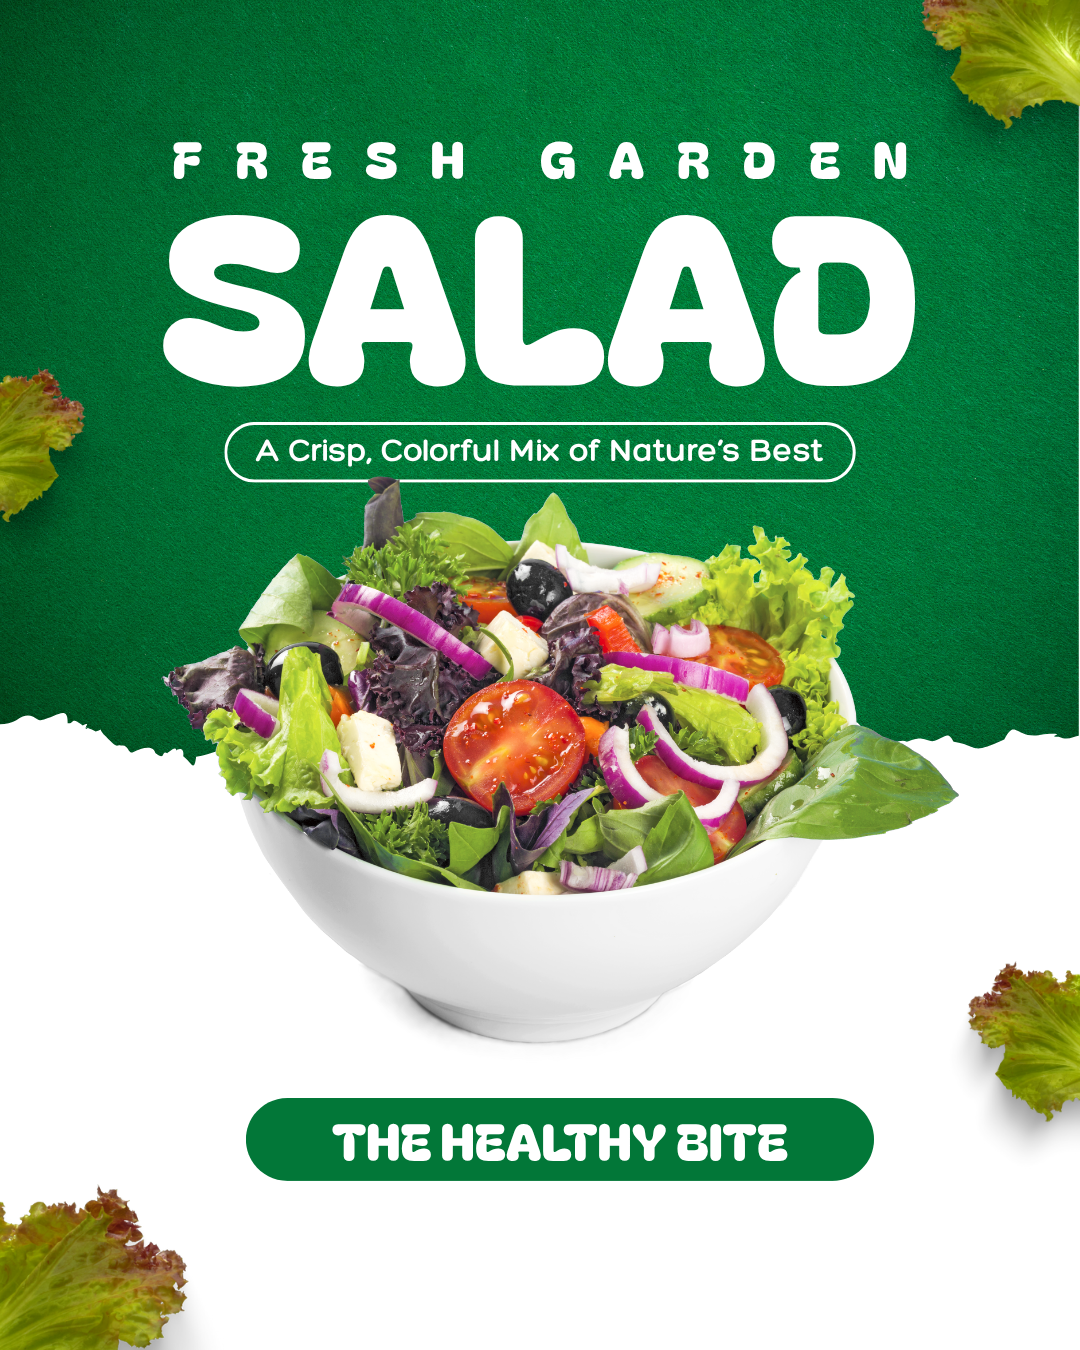 FRESH GARDEN
SALAD
A Crisp, Colorful Mix of Nature's Best
THE HEALTHY BITE